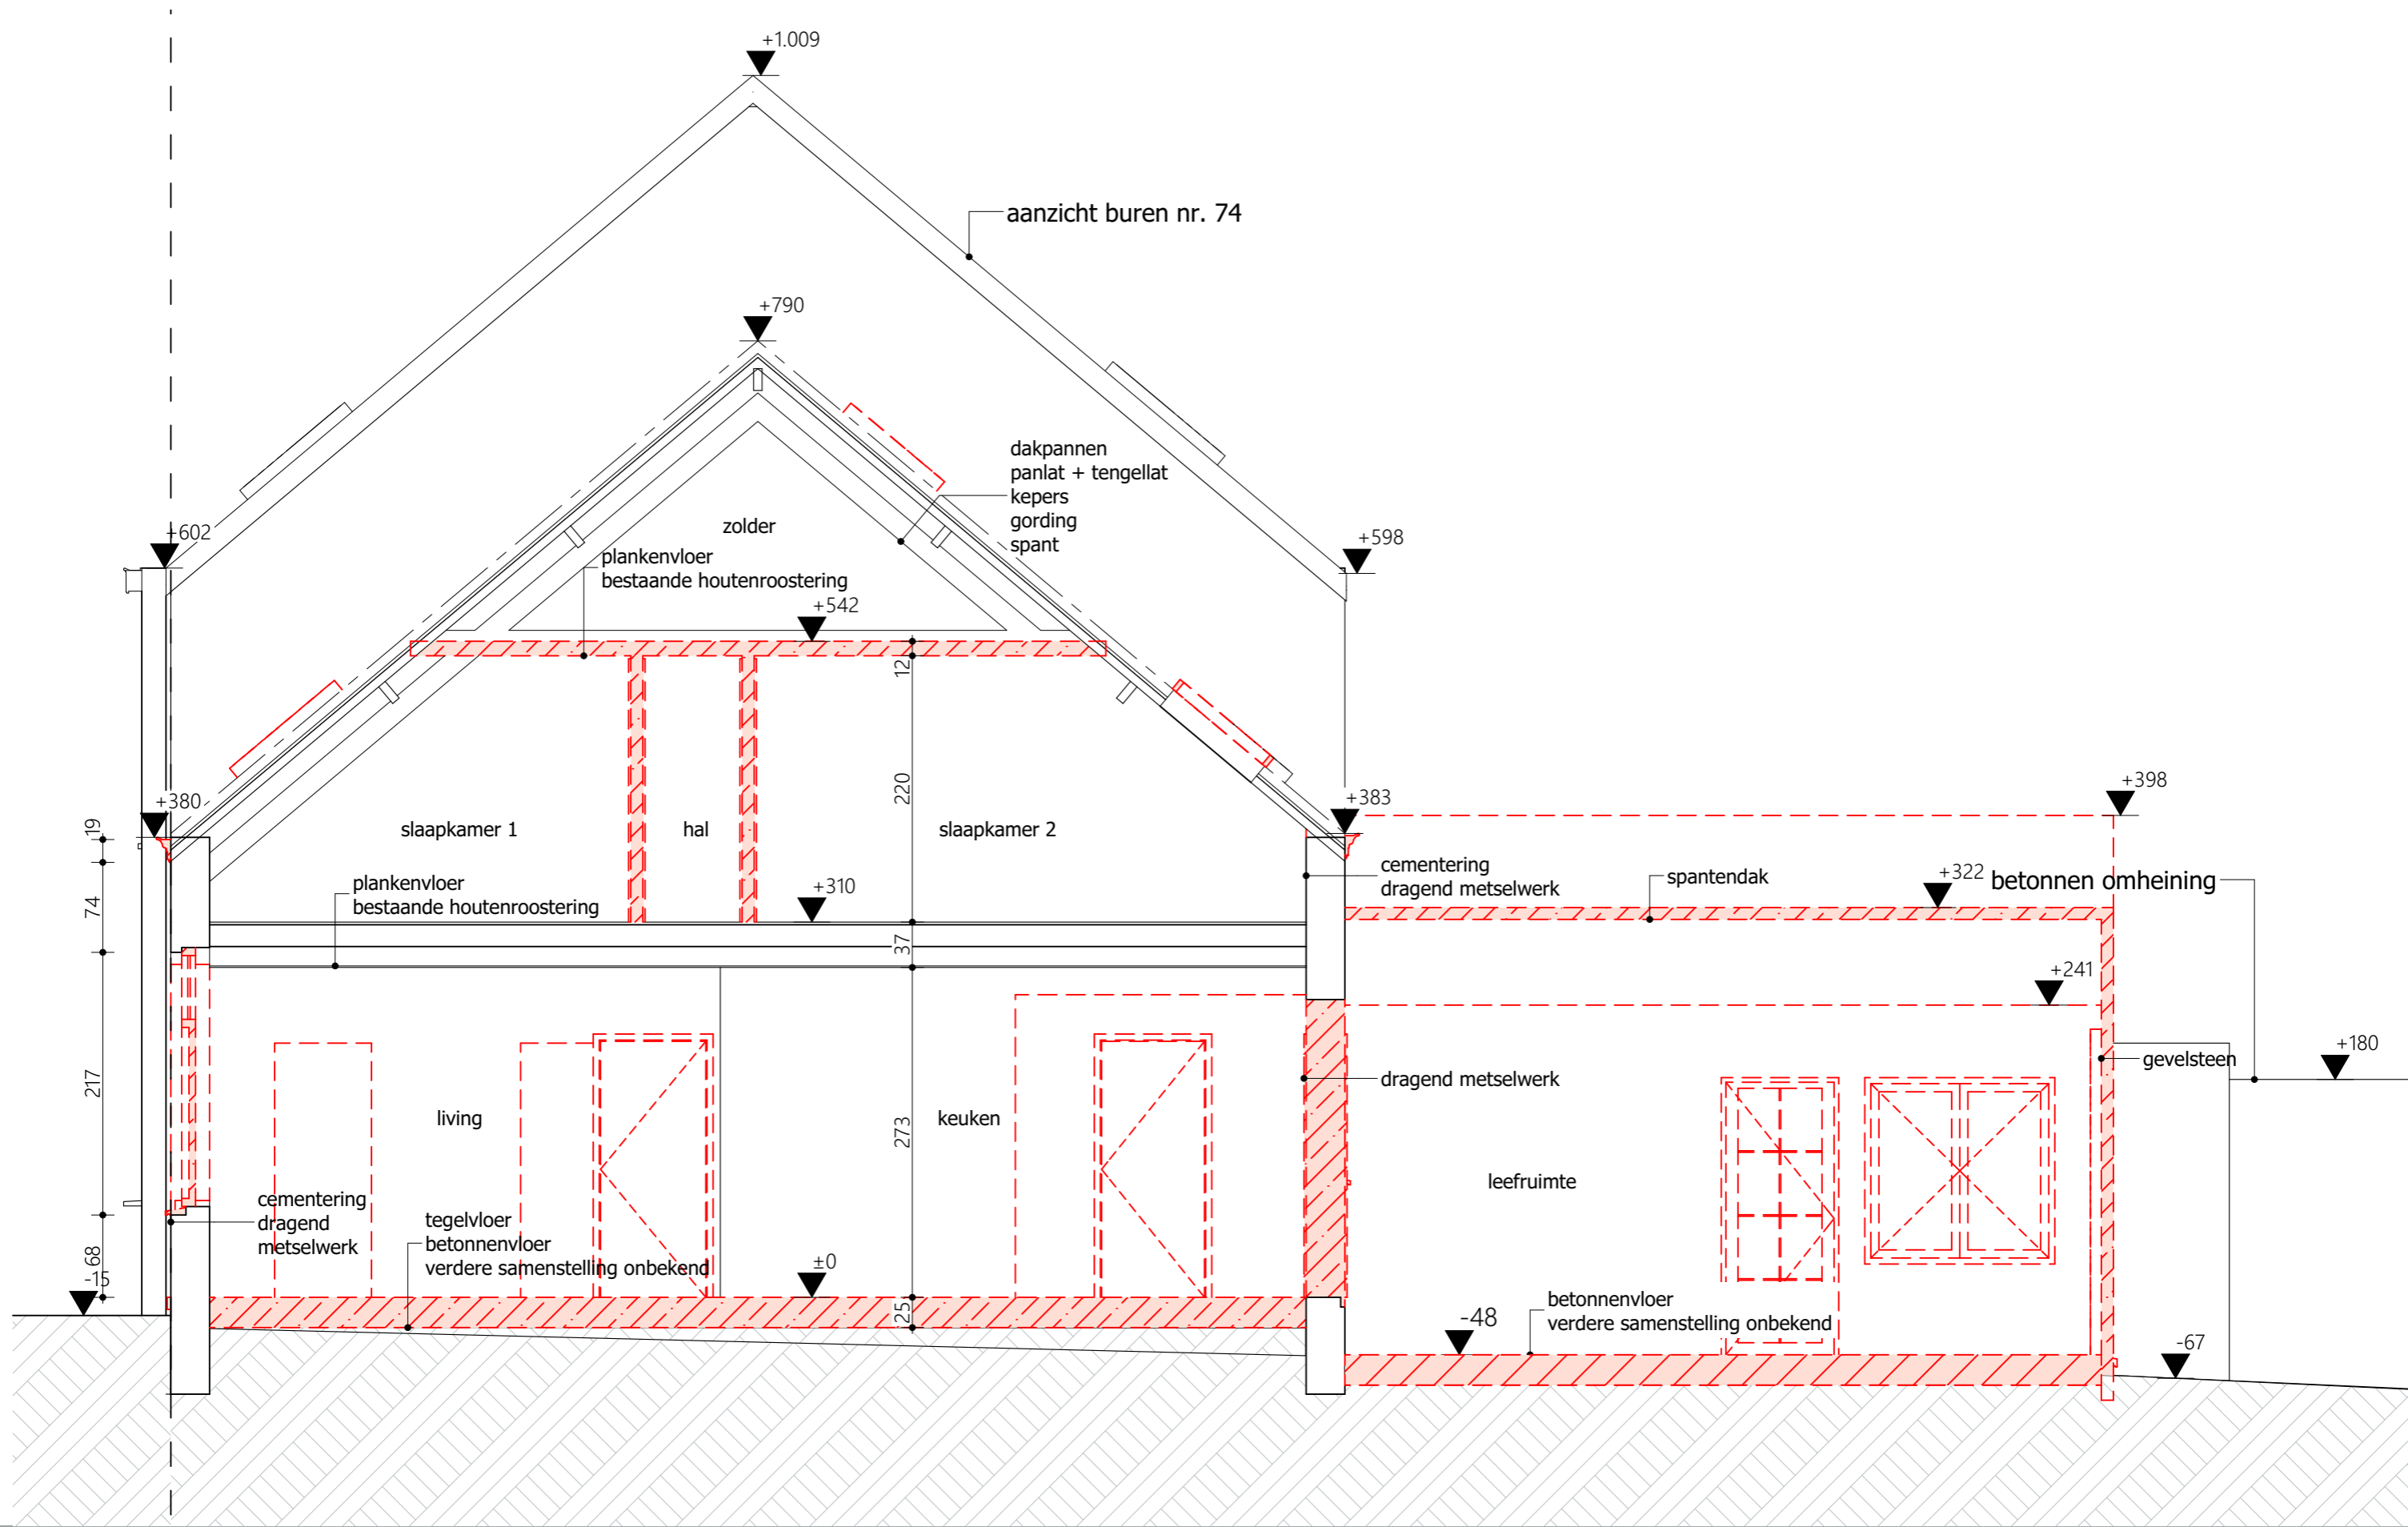 +1.009
aanzicht buren nr. 74
+790
dakpannen
panlat + tengellat
kepers
gording
spant
zolder
+602
+598
plankenvloer
bestaande houtenroostering
+542
12
220
+380
+383
+398
19
slaapkamer 1
hal
slaapkamer 2
cementering
dragend metselwerk
spantendak
+322
betonnen omheining
plankenvloer
bestaande houtenroostering
+310
74
37
+241
+180
gevelsteen
217
living
273
keuken
dragend metselwerk
leefruimte
cementering
dragend
metselwerk
tegelvloer
betonnenvloer
verdere samenstelling onbekend
68
-15
±0
25
-48
betonnenvloer
verdere samenstelling onbekend
-67